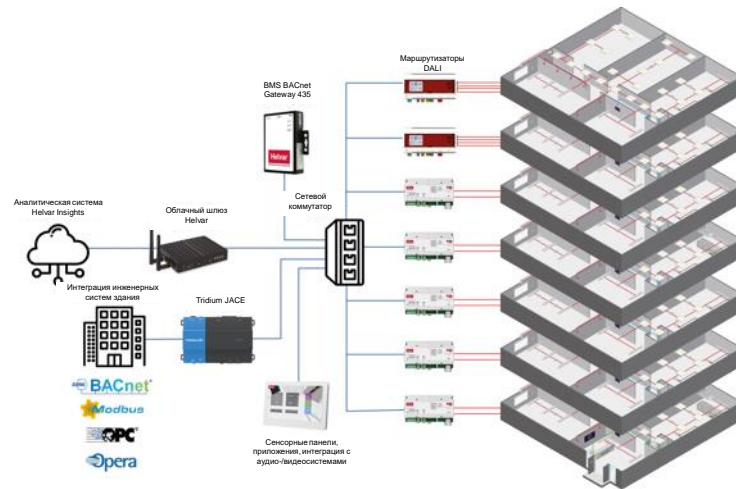 Маршрутизаторы
DALI
BMS BACnet
Gateway 435
Helvar
Сетевой
коммутатор
Аналитическая система
Helvar Insights
Облачный шлюз
Helvar
Интеграция инженерных
систем здания
Tridium JACE
BACnet
Modbus
OPC
Opera
Сенсорные панели,
приложения, интеграция с
аудио-/видеосистемами